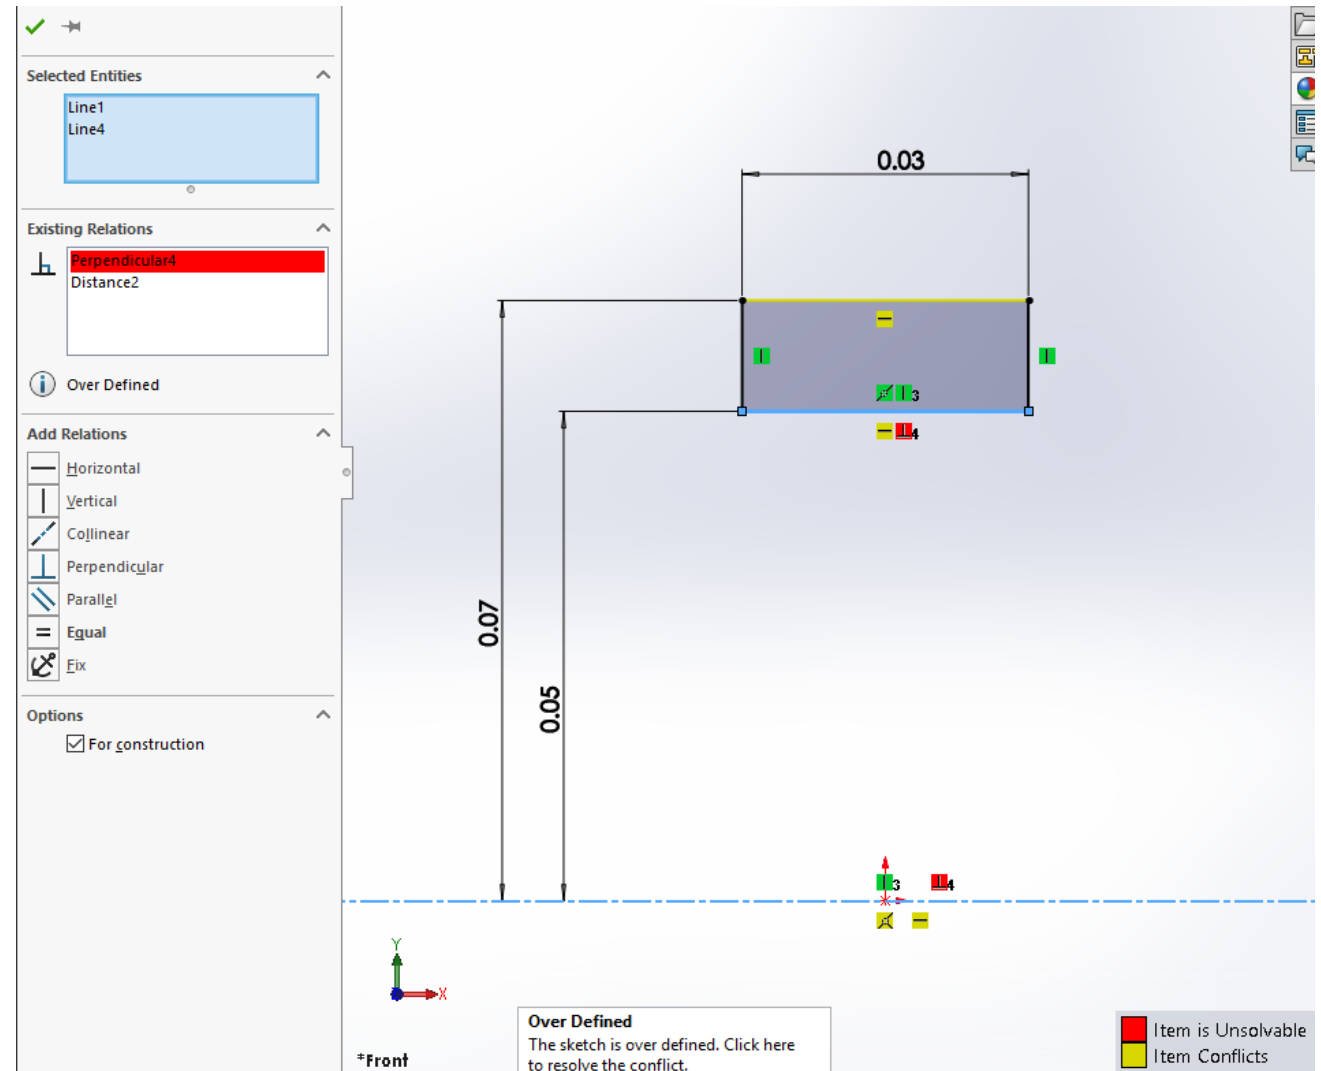 Selected Entities
Line1
Line4
Existing Relations
Perpendicular4
Distance2
Over Defined
Add Relations
Horizontal
Vertical
Collinear
Perpendicular
Parallel
Equal
Fix
Options
For construction
0.03
3
4
0.07
0.05
3
4
Y
X
*Front
Over Defined
The sketch is over defined. Click here
to resolve the conflict.
Item is Unsolvable
Item Conflicts